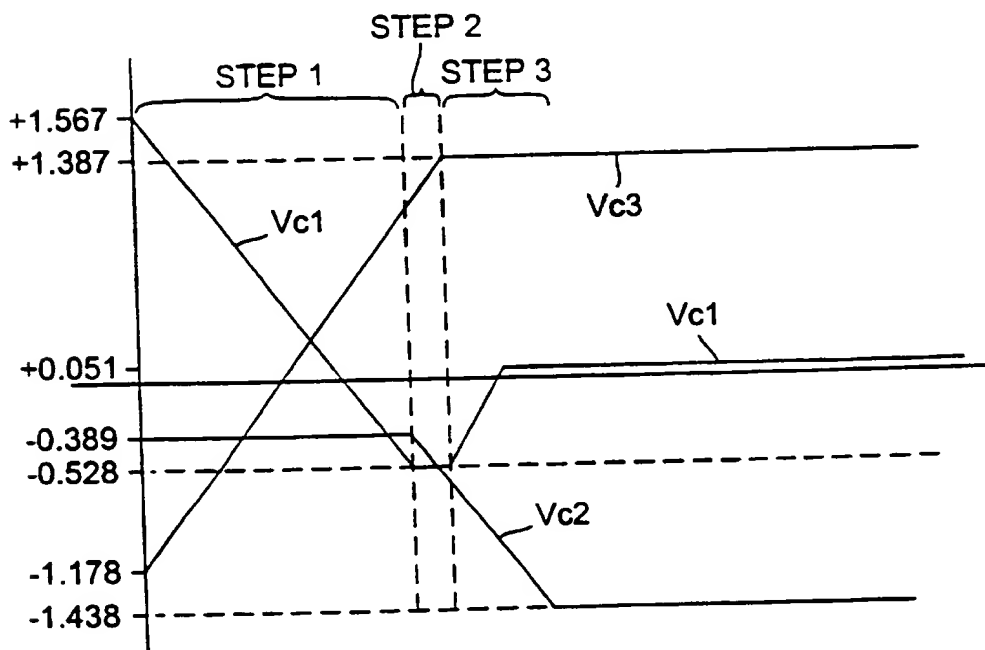 STEP 2
STEP 1
STEP 3
+1.567
+1.387
Vc1
Vc3
Vc1
+0.051
-0.389
-0.528
Vc2
-1.178
-1.438